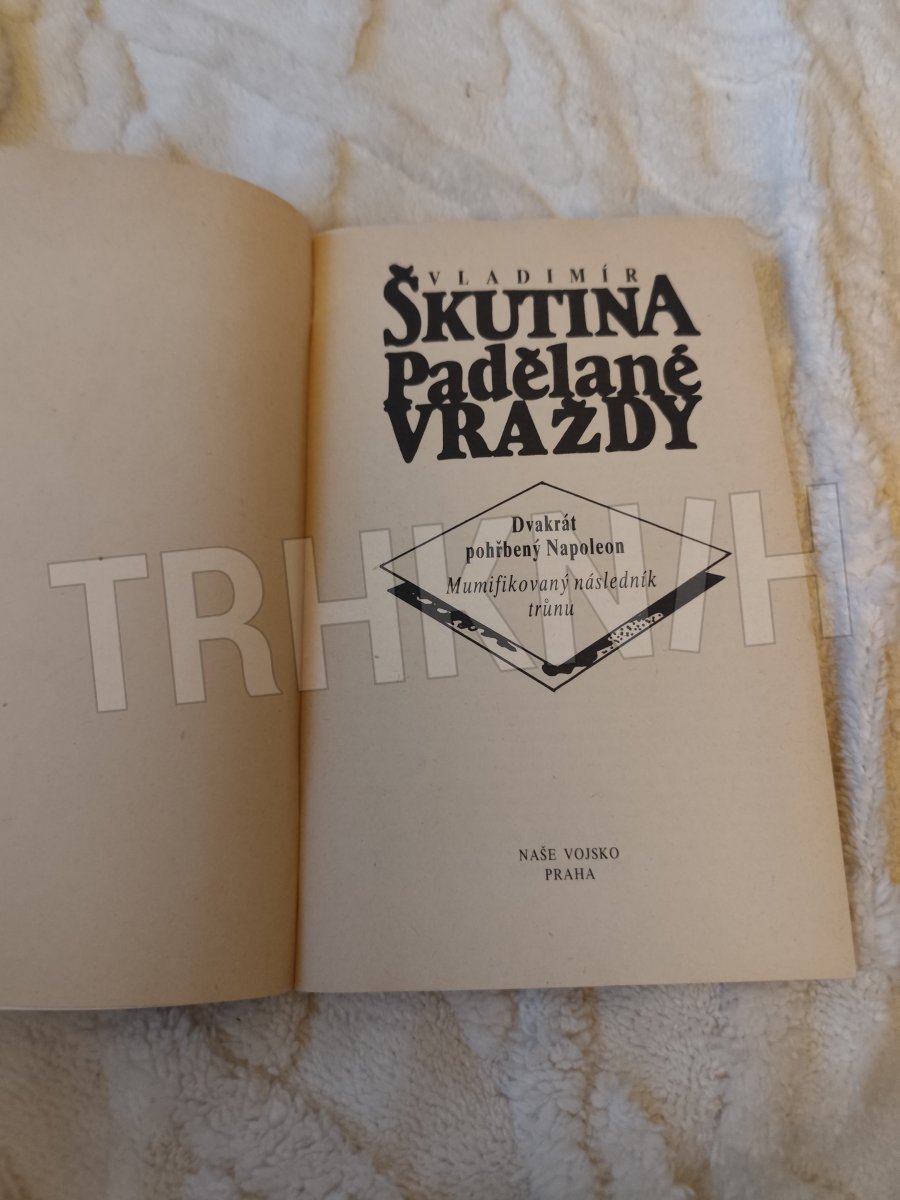 VLADIMÍR
ŠKUTINA
Padělané
VRAŽDY
Dvakrát
pohřbený Napoleon
Mumifikovaný následník
trůnu
TRHKNIH
NAŠE VOJSKO
PRAHA